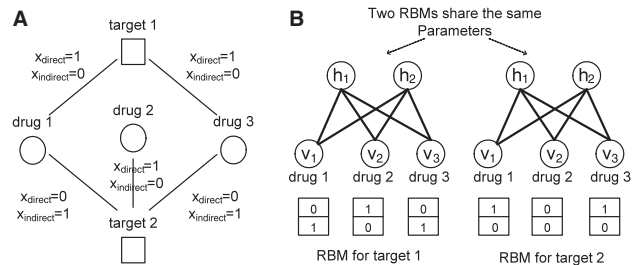 A
target 1
x_direct=1
x_indirect=0
x_direct=1
x_indirect=0
drug 1
drug 2
drug 3
x_direct=1
x_indirect=0
x_direct=0
x_indirect=1
x_direct=0
x_indirect=1
target 2
B
Two RBMs share the same
Parameters
h1 h2 h1 h2
v1 v2 v3 v1 v2 v3
drug 1 drug 2 drug 3 drug 1 drug 2 drug 3
0 1 0 1 0 1
1 0 1 0 0 0
RBM for target 1 RBM for target 2